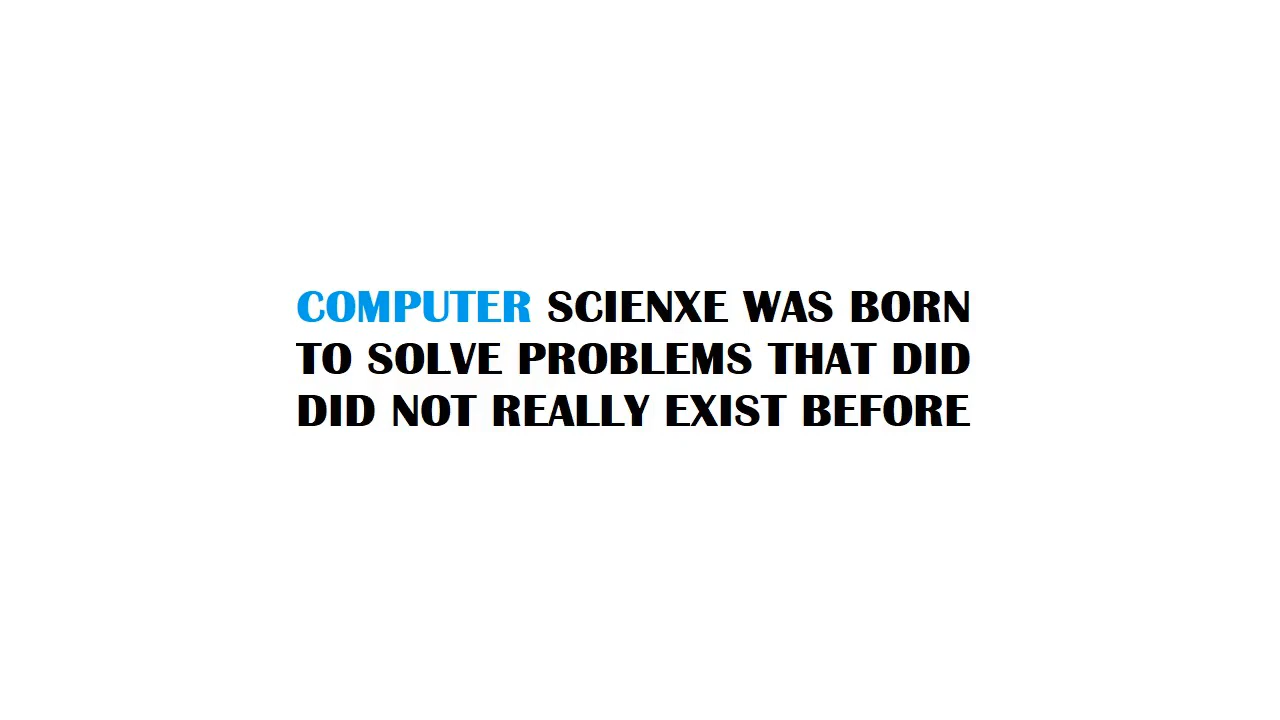 COMPUTER SCIENXE WAS BORN
TO SOLVE PROBLEMS THAT DID
DID NOT REALLY EXIST BEFORE